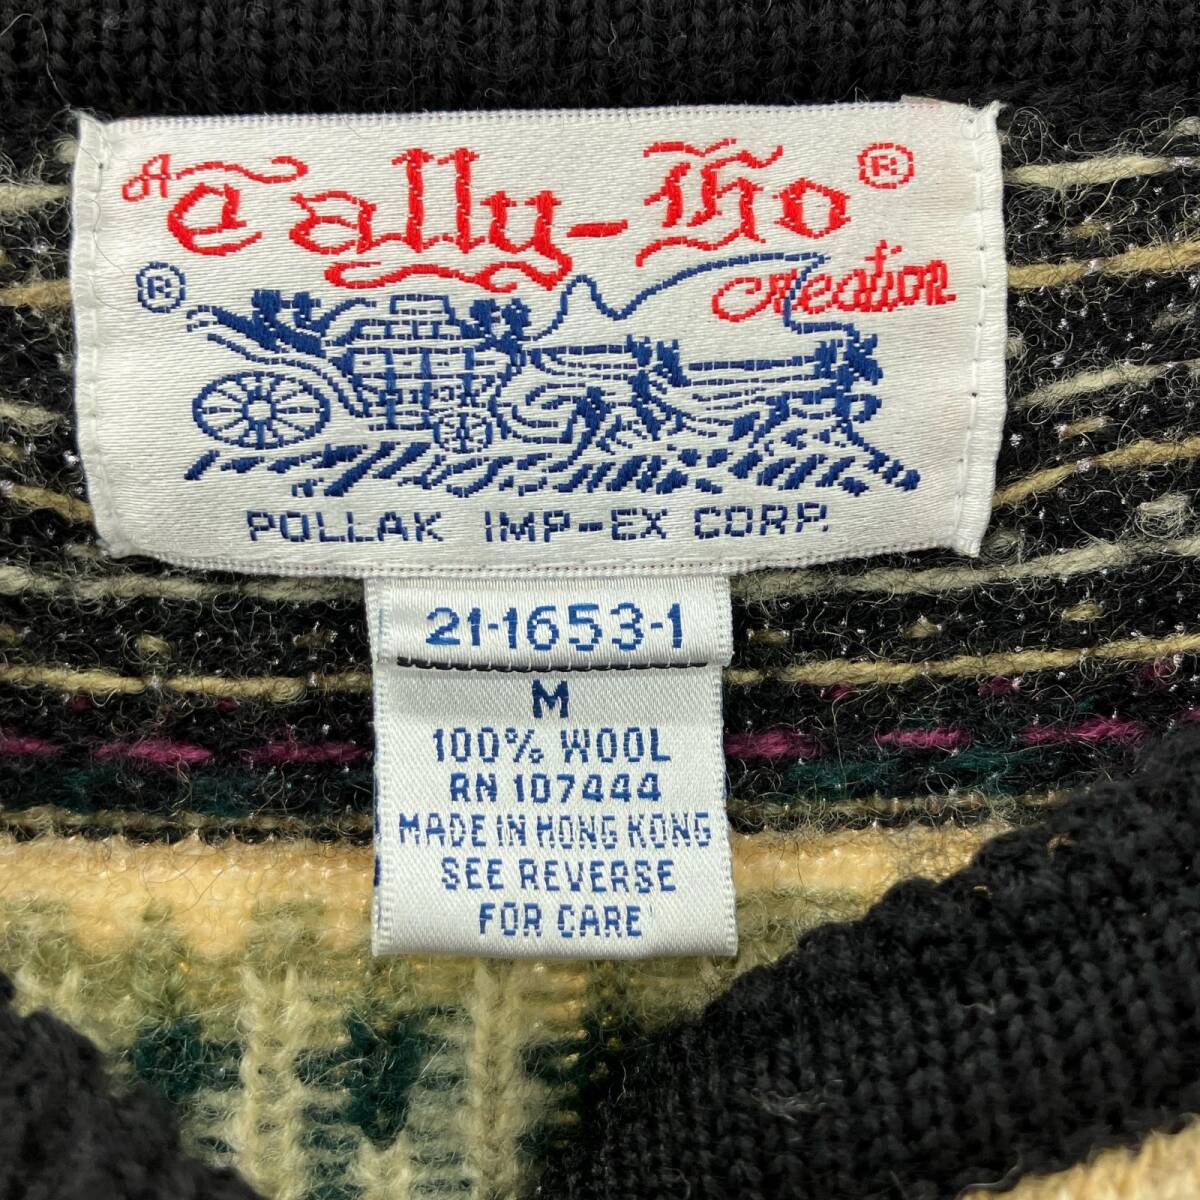 A Tally-Ho ®
creation
®
POLLAK IMP-EX CORP.
21-1653-1
M
100% WOOL
RN 107444
MADE IN HONG KONG
SEE REVERSE
FOR CARE